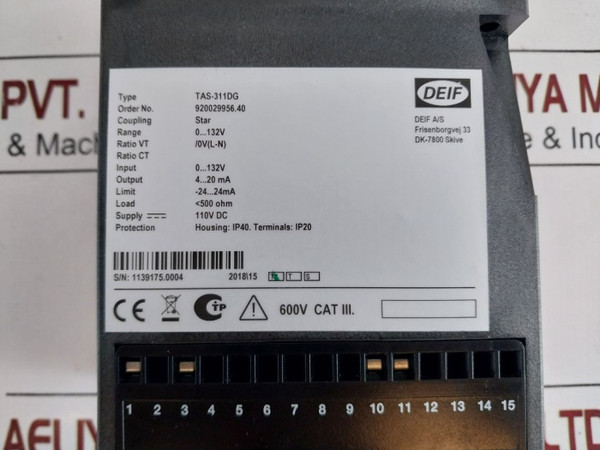 Type TAS-311DG
Order No. 920029956.40
Coupling Star
Range 0...132V
Ratio VT /0V(L-N)
Ratio CT
Input 0...132V
Output 4...20 mA
Limit -24...24mA
Load <500 ohm
Supply 110V DC
Protection Housing: IP40. Terminals: IP20
DEIF
DEIF A/S
Frisenborgvej 33
DK-7800 Skive
S/N: 1139175.0004 2018\15 T S
CE TP 600V CAT III.
1 2 3 4 5 6 7 8 9 10 11 12 13 14 15
PVT.
& Mach
AELIY
YA M
e & Ind
LTD